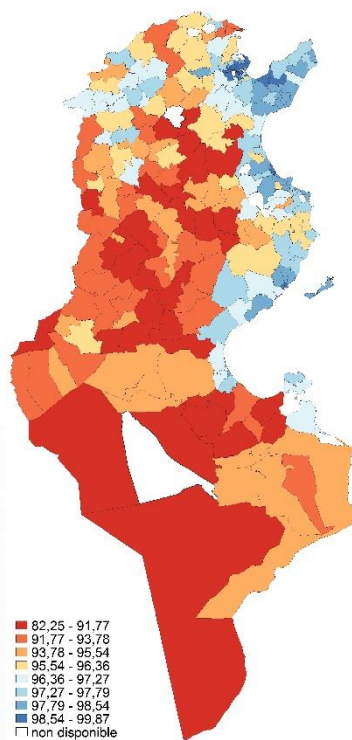 82,25 - 91,77
91,77 - 93,78
93,78 - 95,54
95,54 - 96,36
96,36 - 97,27
97,27 - 97,79
97,79 - 98,54
98,54 - 99,87
non disponible